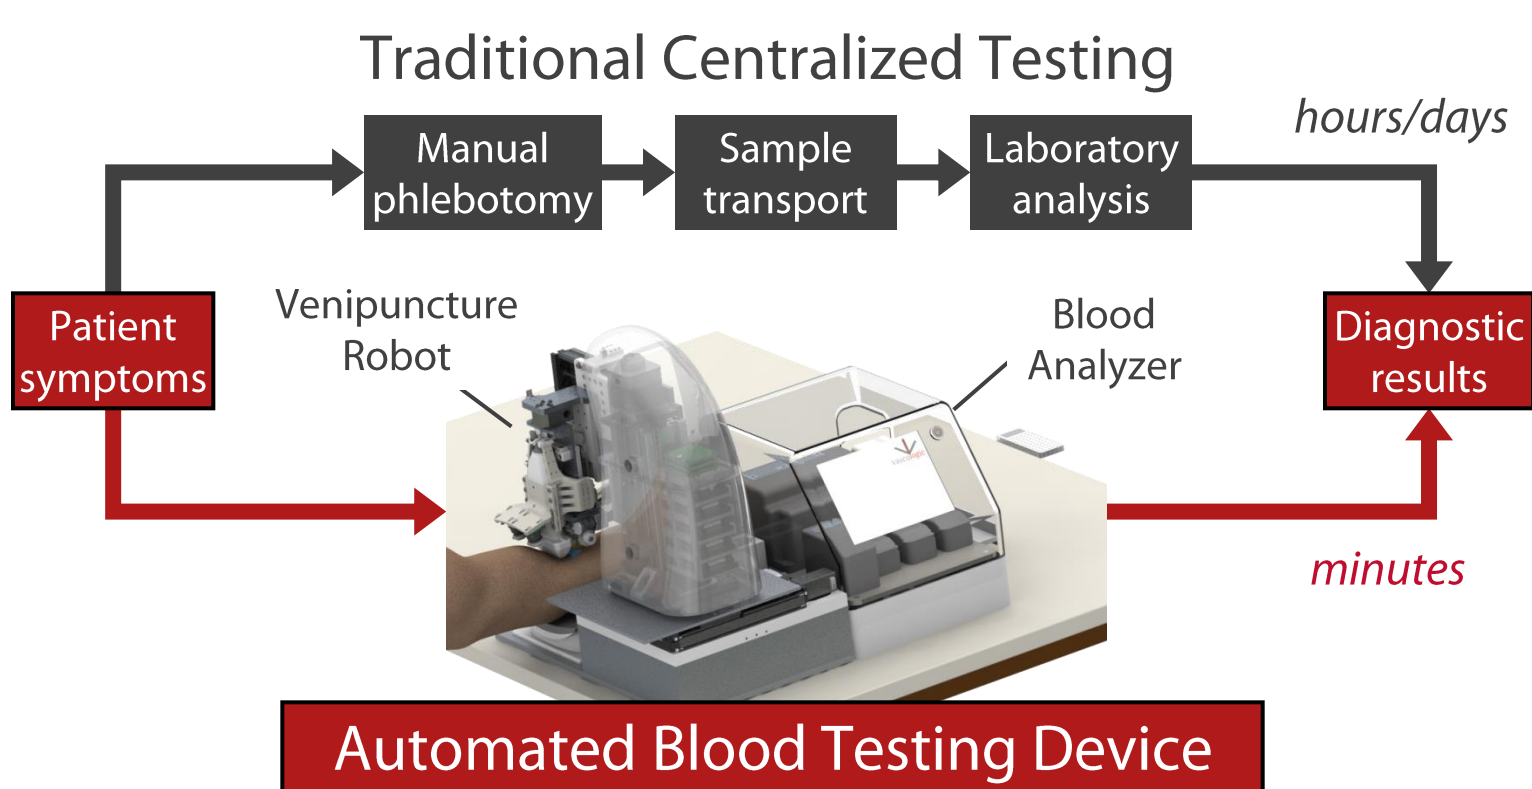 Traditional Centralized Testing
hours/days
Manual
phlebotomy
Sample
transport
Laboratory
analysis
Patient
symptoms
Venipuncture
Robot
Blood
Analyzer
Diagnostic
results
vasculogic
minutes
Automated Blood Testing Device